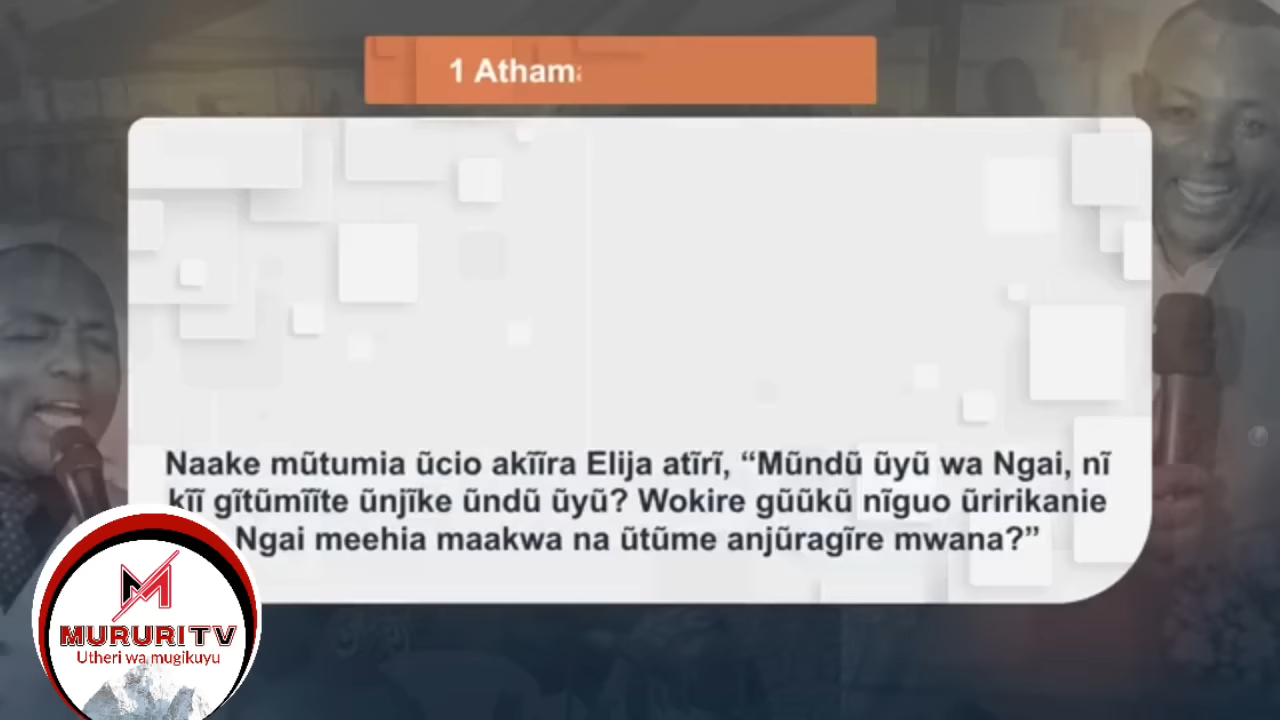 1 Atham
Naake mũtumia ũcio akĩĩra Elija atĩrĩ, “Mũndũ ũyũ wa Ngai, nĩ
kĩĩ gĩtũmĩĩte ũnjĩke ũndũ ũyũ? Wokire gũũkũ nĩguo ũririkanie
Ngai meehia maakwa na ũtũme anjũragĩre mwana?”
MURURI TV
Utheri wa mugikuyu